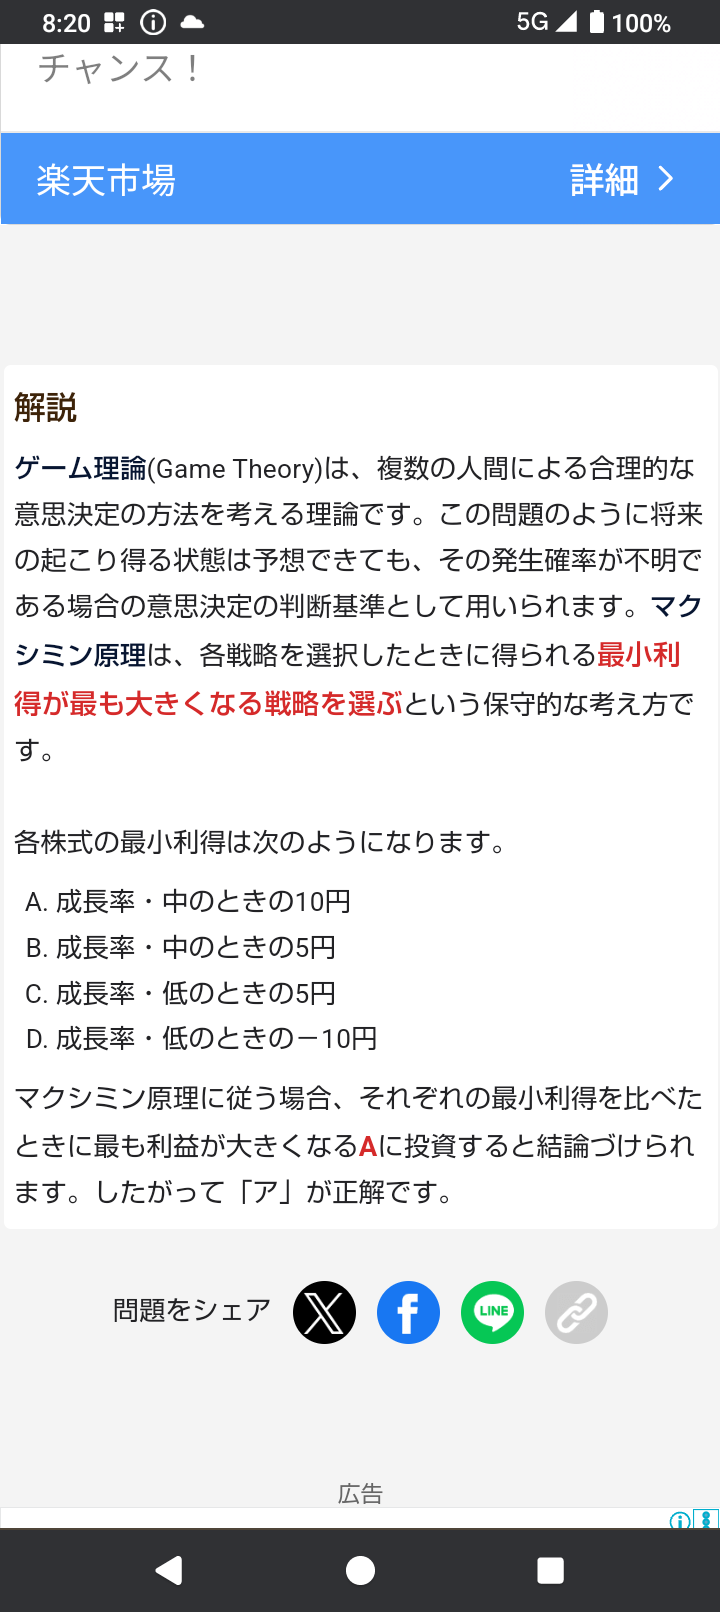 8:20
5G 100%
チャンス！
楽天市場 詳細
解説
ゲーム理論(Game Theory)は、複数の人間による合理的な
意思決定の方法を考える理論です。この問題のように将来
の起こり得る状態は予想できても、その発生確率が不明で
ある場合の意思決定の判断基準として用いられます。マク
シミン原理は、各戦略を選択したときに得られる最小利
得が最も大きくなる戦略を選ぶという保守的な考え方で
す。
各株式の最小利得は次のようになります。
A. 成長率・中のときの10円
B. 成長率・中のときの5円
C. 成長率・低のときの5円
D. 成長率・低のときの－10円
マクシミン原理に従う場合、それぞれの最小利得を比べた
ときに最も利益が大きくなるAに投資すると結論づけられ
ます。したがって「ア」が正解です。
問題をシェア
LINE
広告